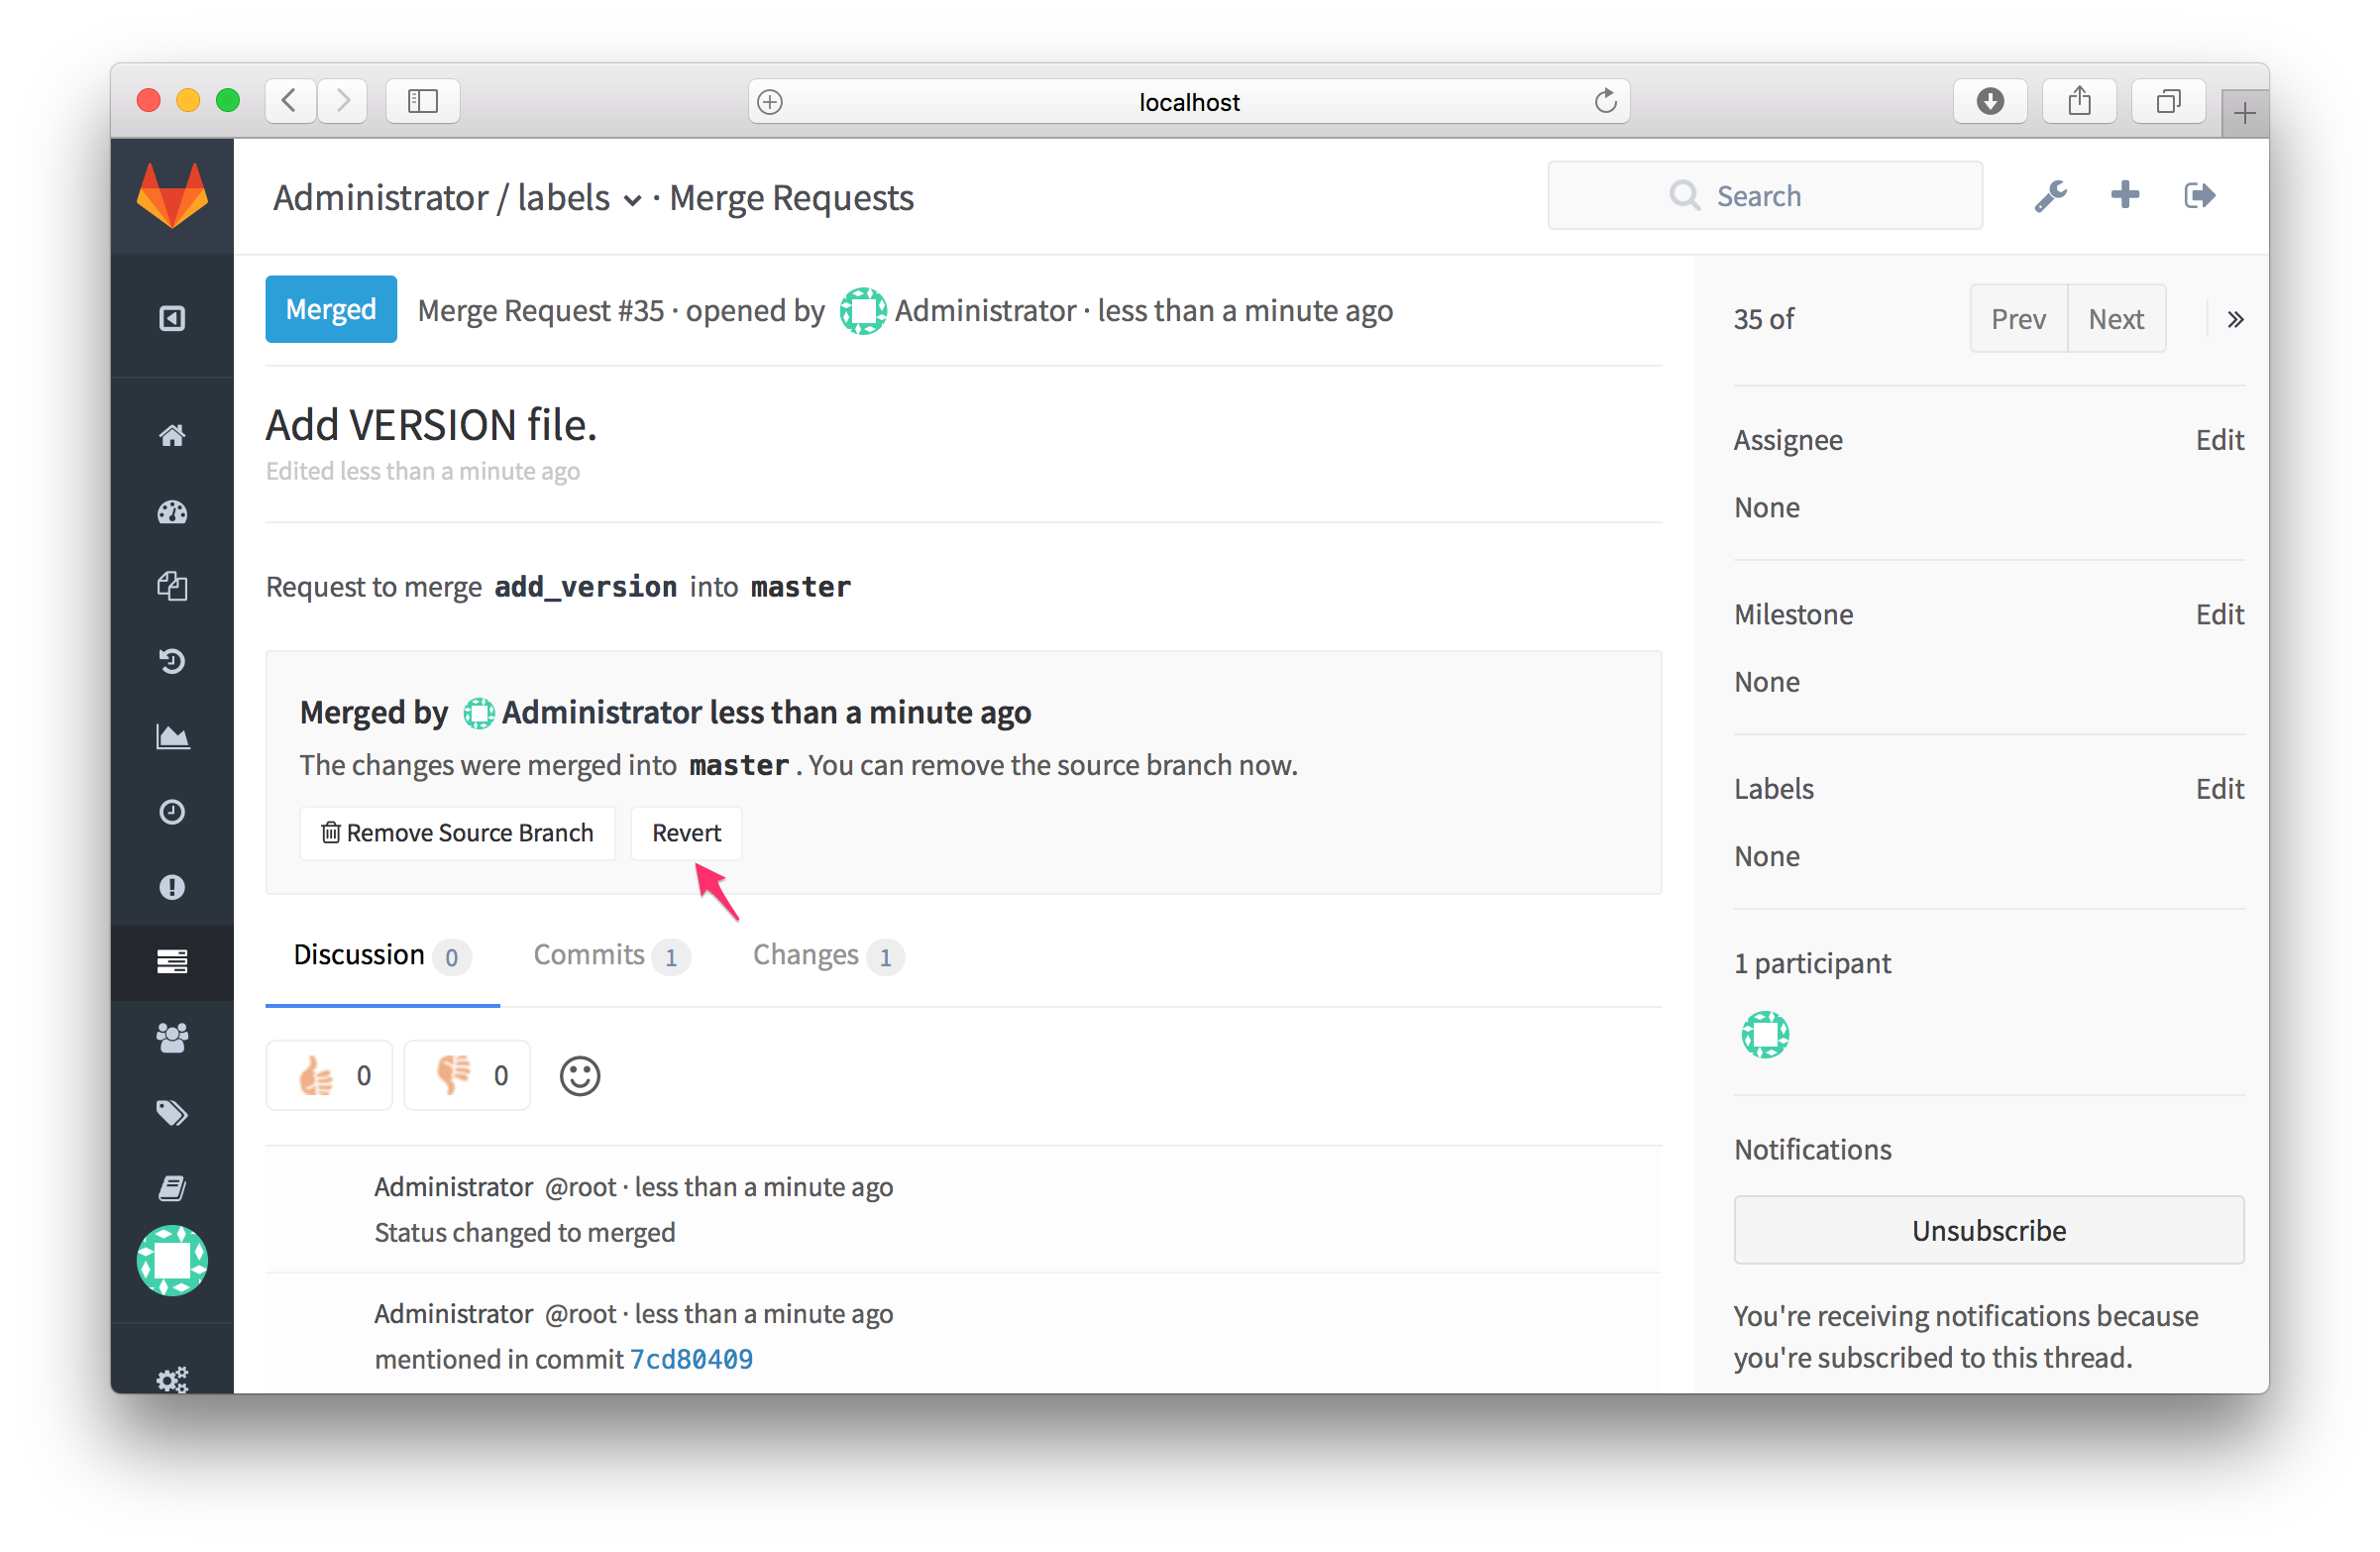 localhost
Administrator / labels · Merge Requests
Search
Merged Merge Request #35 · opened by Administrator · less than a minute ago
Add VERSION file.
Edited less than a minute ago
Request to merge add_version into master
Merged by Administrator less than a minute ago
The changes were merged into master . You can remove the source branch now.
Remove Source Branch Revert
Discussion 0 Commits 1 Changes 1
0 0
Administrator @root · less than a minute ago
Status changed to merged
Administrator @root · less than a minute ago
mentioned in commit 7cd80409
35 of Prev Next »
Assignee Edit
None
Milestone Edit
None
Labels Edit
None
1 participant
Notifications
Unsubscribe
You're receiving notifications because
you're subscribed to this thread.